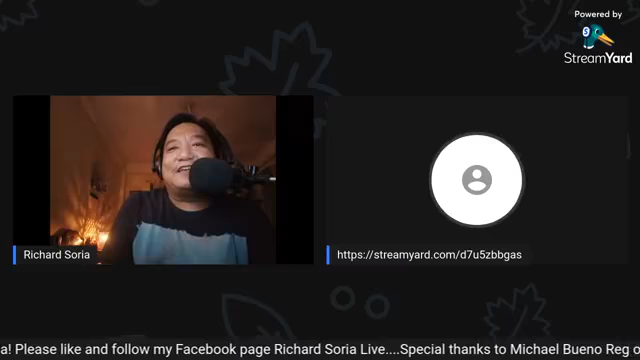 Powered by
StreamYard
Richard Soria
https://streamyard.com/d7u5zbbgas
a! Please like and follow my Facebook page Richard Soria Live....Special thanks to Michael Bueno Reg o